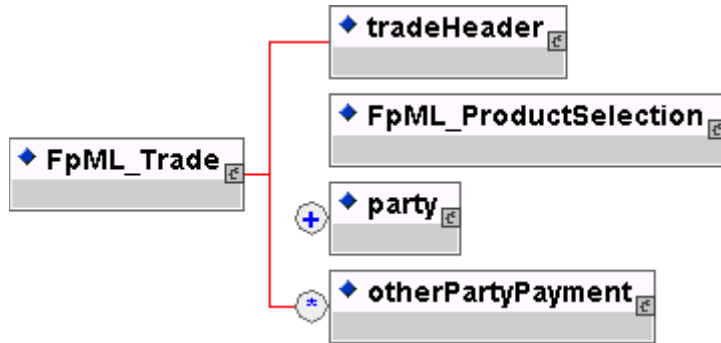 tradeHeader
FpML_ProductSelection
FpML_Trade
+ party
* otherPartyPayment